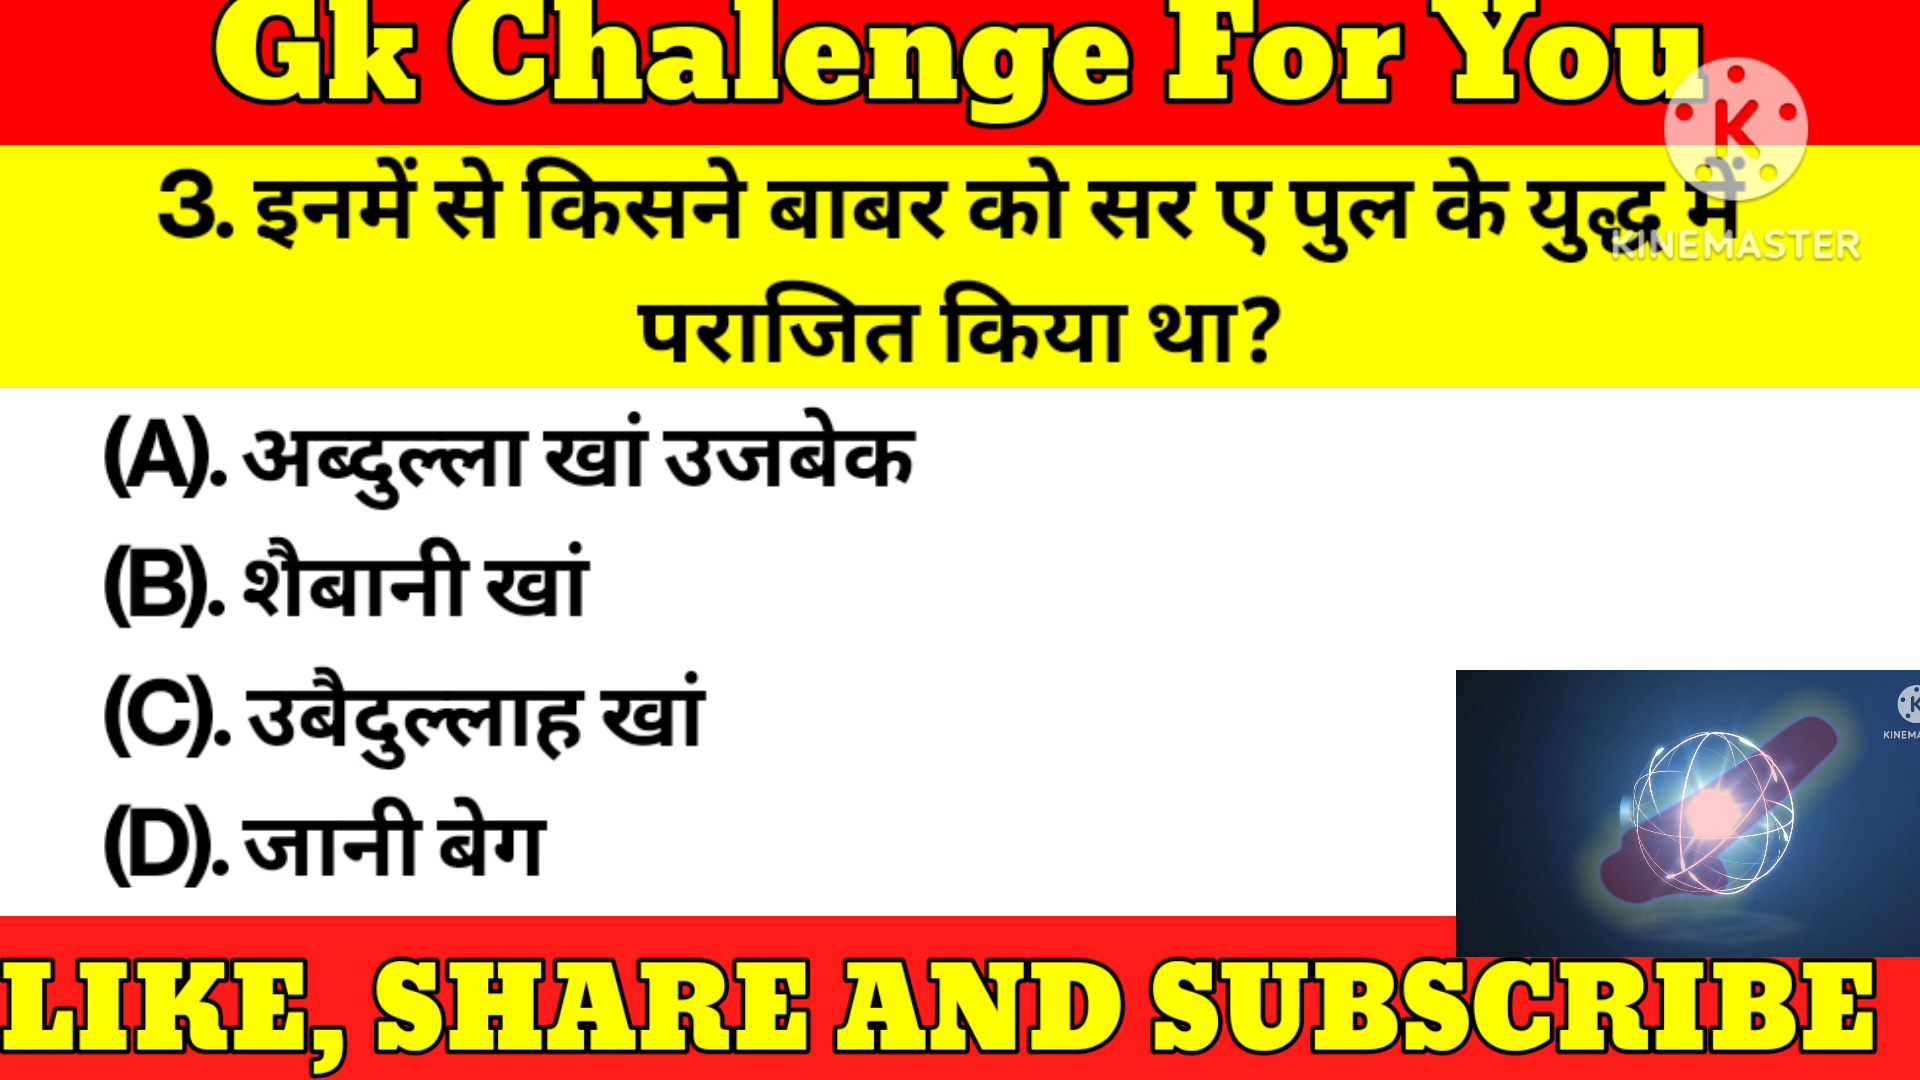 Gk Chalenge For You
3. इनमें से किसने बाबर को सर ए पुल के युद्ध में
KINEMASTER
पराजित किया था?
(A). अब्दुल्ला खां उजबेक
(B). शैबानी खां
(C). उबैदुल्लाह खां
(D). जानी बेग
LIKE, SHARE AND SUBSCRIBE